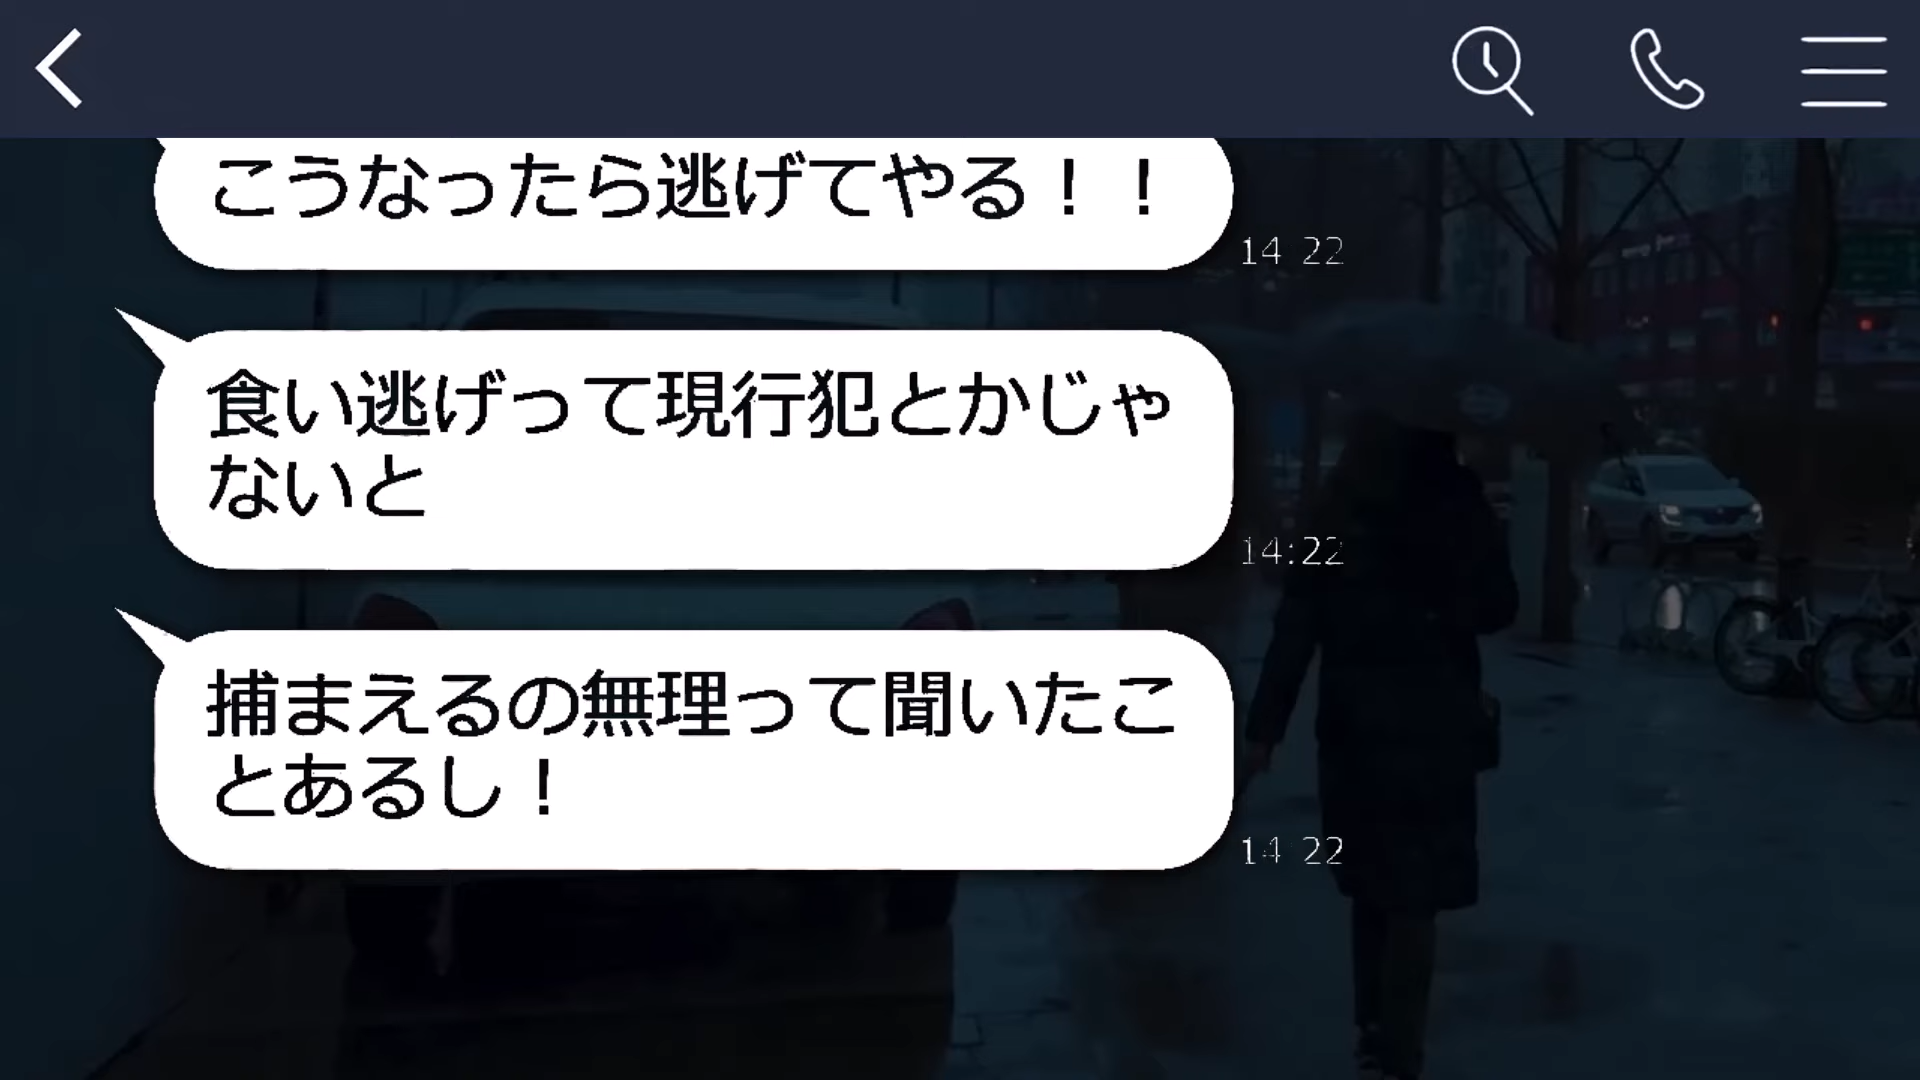 こうなったら逃げてやる！！
14 22
食い逃げって現行犯とかじゃ
ないと
14:22
捕まえるの無理って聞いたこ
とあるし！
14 22